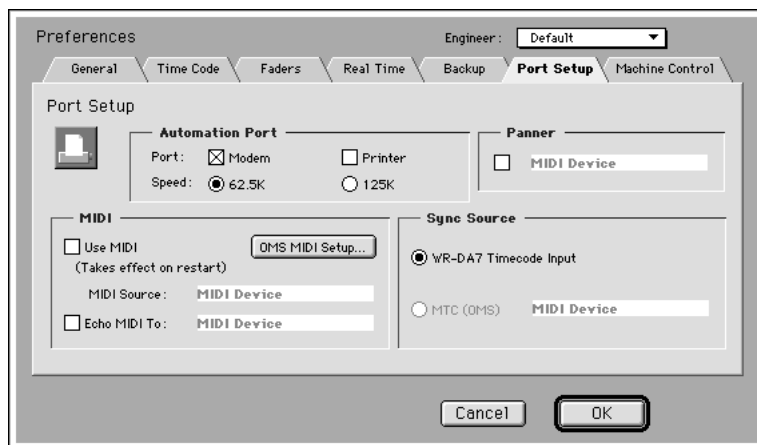 Preferences
Engineer: Default
General Time Code Faders Real Time Backup Port Setup Machine Control
Port Setup
Automation Port
Port: Modem Printer
Speed: 62.5K 125K
Panner
MIDI Device
MIDI
Use MIDI OMS MIDI Setup...
(Takes effect on restart)
MIDI Source: MIDI Device
Echo MIDI To: MIDI Device
Sync Source
WR-DA7 Timecode Input
MTC (OMS) MIDI Device
Cancel OK